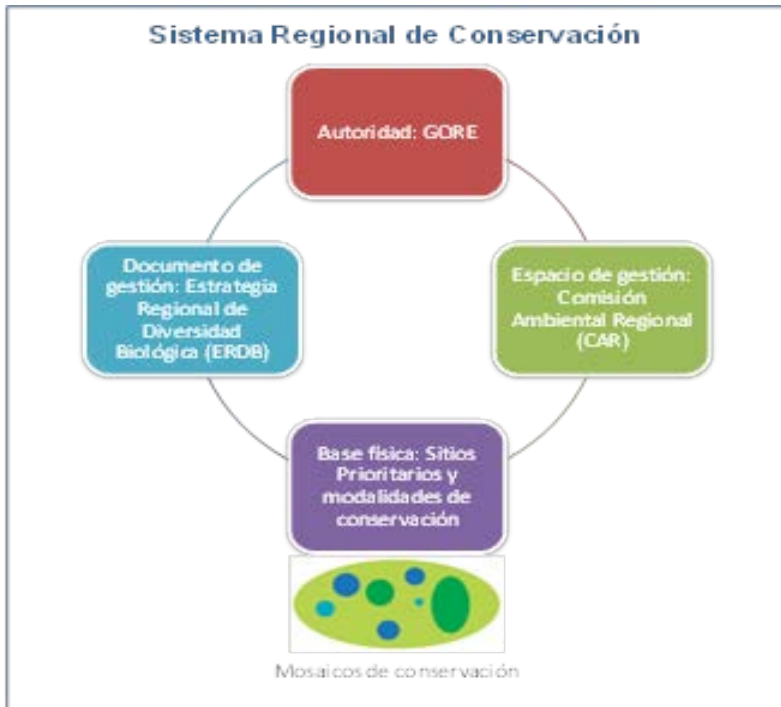 Sistema Regional de Conservación
Autoridad: GORE
Documento de
gestión: Estrategia
Regional de
Diversidad
Biológica (ERDB)
Espacio de gestión:
Comisión
Ambiental Regional
(CAR)
Base física: Sitios
Prioritarios y
modalidades de
conservación
Mosaicos de conservación